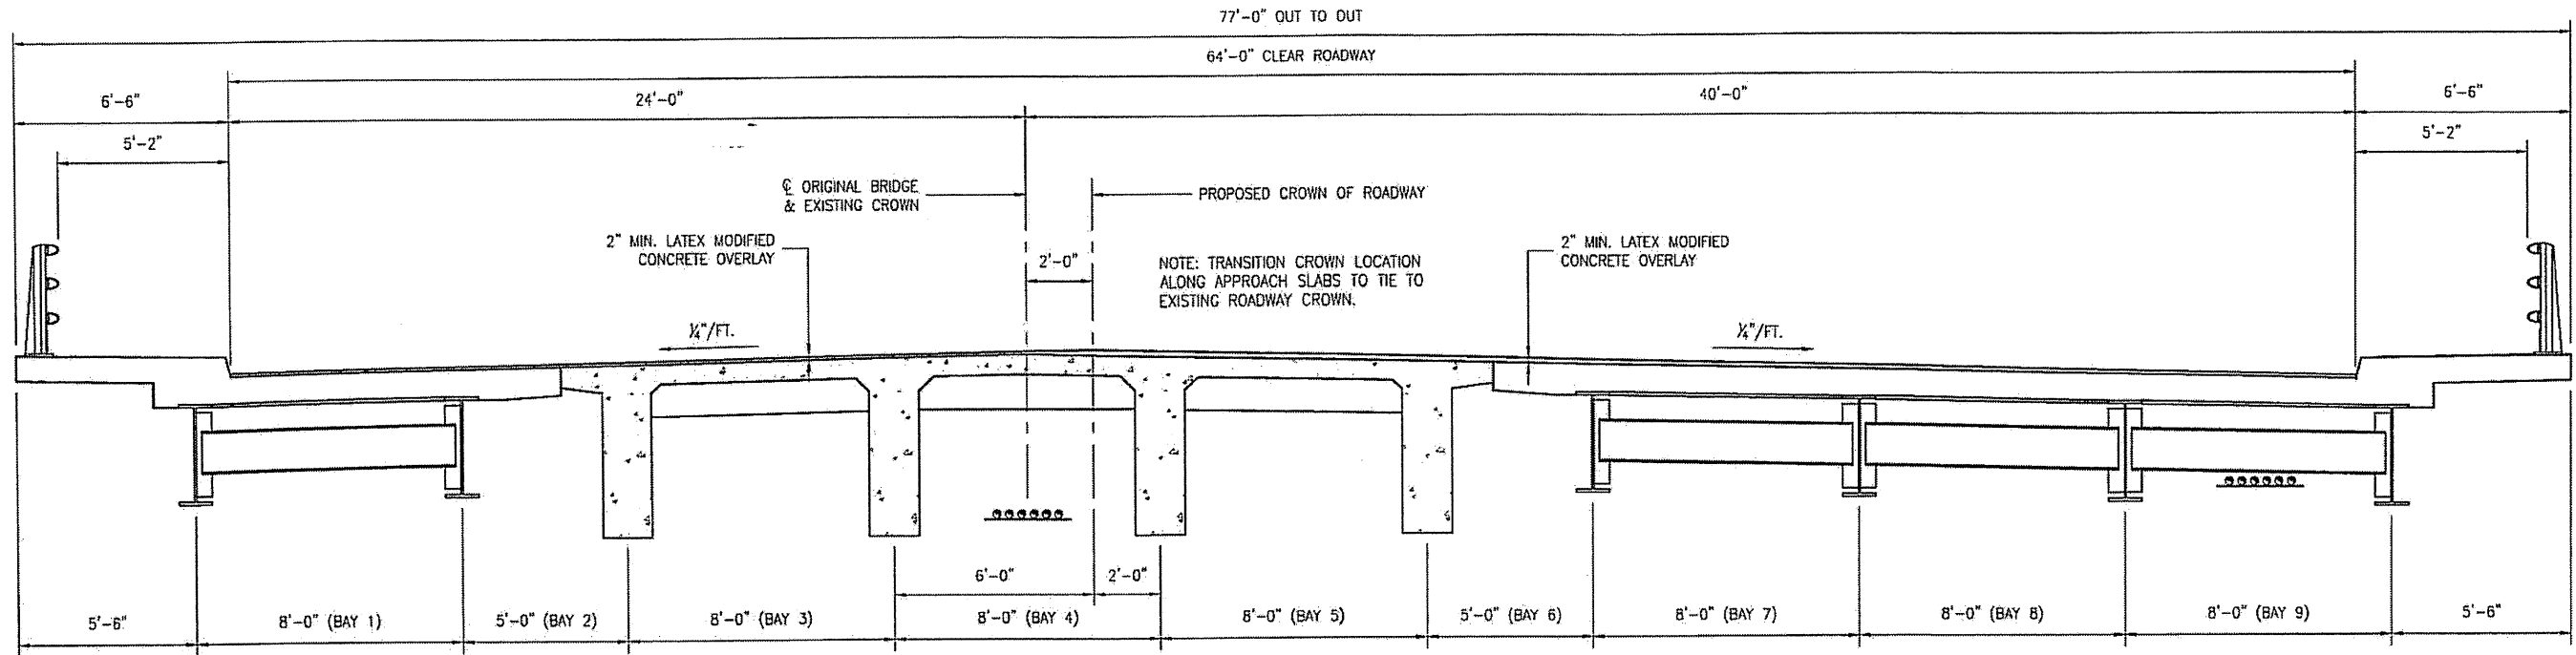 77'-0" OUT TO OUT
64'-0" CLEAR ROADWAY
6'-6"
24'-0"
40'-0"
6'-6"
5'-2"
5'-2"
℄ ORIGINAL BRIDGE
& EXISTING CROWN
PROPOSED CROWN OF ROADWAY
2" MIN. LATEX MODIFIED
CONCRETE OVERLAY
2'-0"
NOTE: TRANSITION CROWN LOCATION
ALONG APPROACH SLABS TO TIE TO
EXISTING ROADWAY CROWN.
2" MIN. LATEX MODIFIED
CONCRETE OVERLAY
¼"/FT.
¼"/FT.
6'-0"
2'-0"
5'-6"
8'-0" (BAY 1)
5'-0" (BAY 2)
8'-0" (BAY 3)
8'-0" (BAY 4)
8'-0" (BAY 5)
5'-0" (BAY 6)
8'-0" (BAY 7)
8'-0" (BAY 8)
8'-0" (BAY 9)
5'-6"